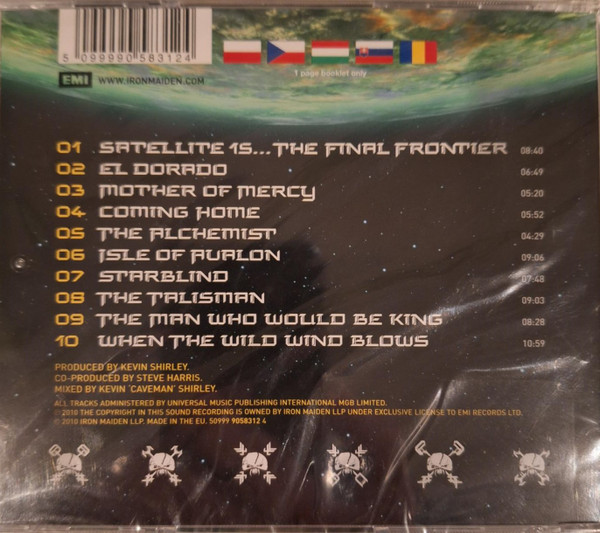 5 099990 583124
EMI WWW.IRONMAIDEN.COM
1 page booklet only
01 SATELLITE 15...THE FINAL FRONTIER 08:40
02 EL DORADO 06:49
03 MOTHER OF MERCY 05:20
04 COMING HOME 05:52
05 THE ALCHEMIST 04:29
06 ISLE OF AVALON 09:06
07 STARBLIND 07:48
08 THE TALISMAN 09:03
09 THE MAN WHO WOULD BE KING 08:28
10 WHEN THE WILD WIND BLOWS 10:59
PRODUCED BY KEVIN SHIRLEY.
CO-PRODUCED BY STEVE HARRIS.
MIXED BY KEVIN 'CAVEMAN' SHIRLEY.
ALL TRACKS ADMINISTERED BY UNIVERSAL MUSIC PUBLISHING INTERNATIONAL MGB LIMITED.
℗2010 THE COPYRIGHT IN THIS SOUND RECORDING IS OWNED BY IRON MAIDEN LLP UNDER EXCLUSIVE LICENSE TO EMI RECORDS LTD.
© 2010 IRON MAIDEN LLP. MADE IN THE EU. 50999 9058312 4